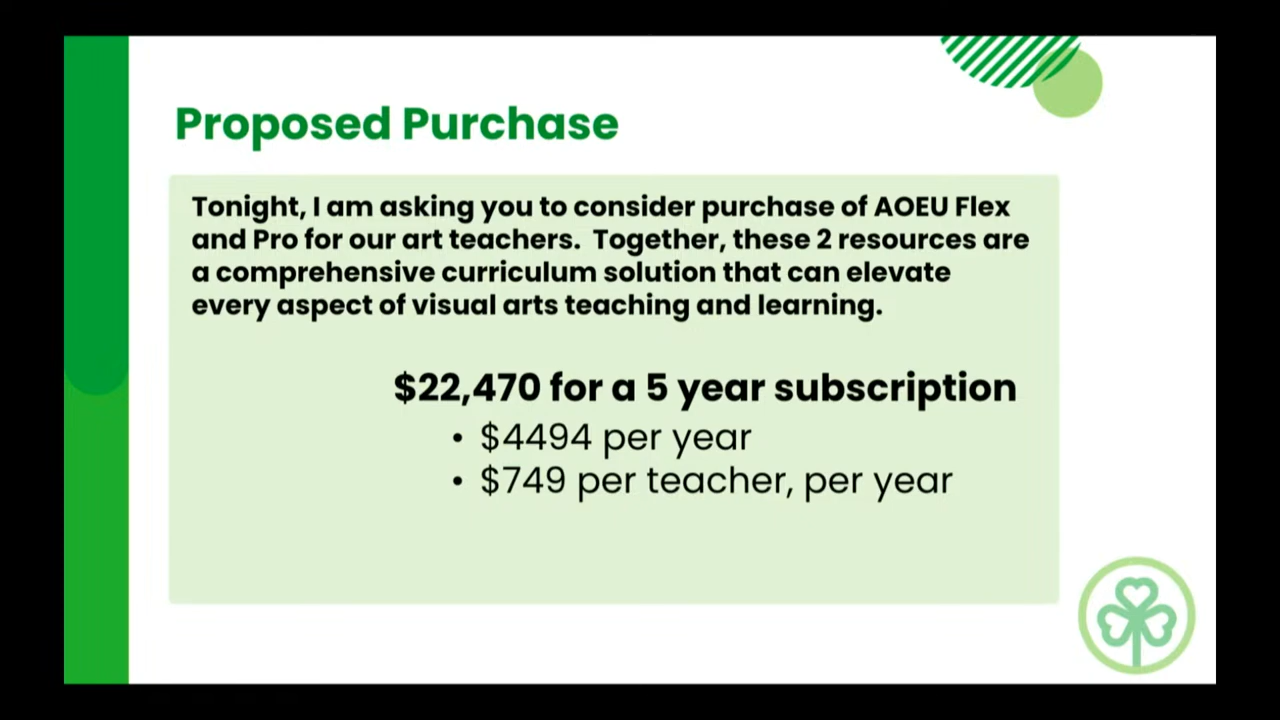 Proposed Purchase
Tonight, I am asking you to consider purchase of AOEU Flex
and Pro for our art teachers.  Together, these 2 resources are
a comprehensive curriculum solution that can elevate
every aspect of visual arts teaching and learning.
$22,470 for a 5 year subscription
• $4494 per year
• $749 per teacher, per year